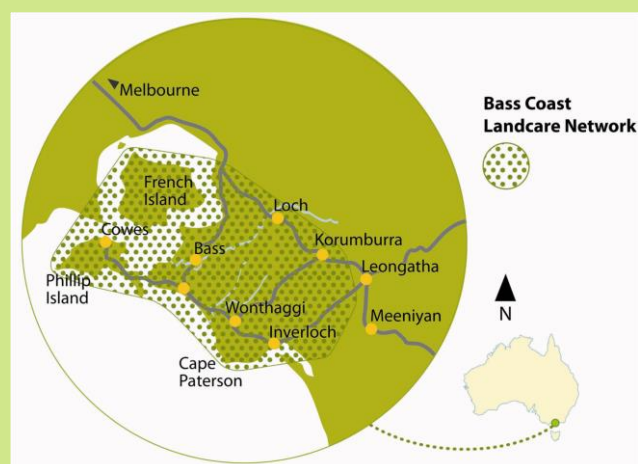 Melbourne
Bass Coast
Landcare Network
French
Island
Loch
Cowes
Bass
Korumburra
Leongatha
Phillip
Island
Wonthaggi
Meeniyan
Inverloch
Cape
Paterson
N